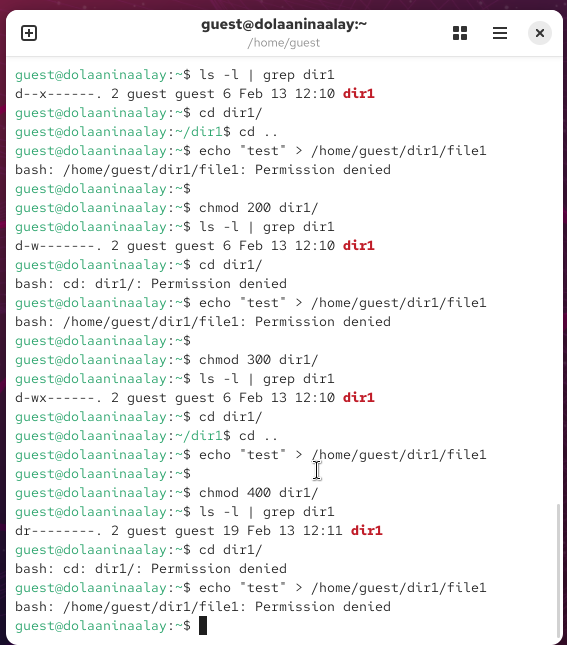 guest@dolaaninaalay:~
/home/guest
guest@dolaaninaalay:~$ ls -l | grep dir1
d--x------. 2 guest guest 6 Feb 13 12:10 dir1
guest@dolaaninaalay:~$ cd dir1/
guest@dolaaninaalay:~/dir1$ cd ..
guest@dolaaninaalay:~$ echo "test" > /home/guest/dir1/file1
bash: /home/guest/dir1/file1: Permission denied
guest@dolaaninaalay:~$
guest@dolaaninaalay:~$ chmod 200 dir1/
guest@dolaaninaalay:~$ ls -l | grep dir1
d-w-------. 2 guest guest 6 Feb 13 12:10 dir1
guest@dolaaninaalay:~$ cd dir1/
bash: cd: dir1/: Permission denied
guest@dolaaninaalay:~$ echo "test" > /home/guest/dir1/file1
bash: /home/guest/dir1/file1: Permission denied
guest@dolaaninaalay:~$
guest@dolaaninaalay:~$ chmod 300 dir1/
guest@dolaaninaalay:~$ ls -l | grep dir1
d-wx------. 2 guest guest 6 Feb 13 12:10 dir1
guest@dolaaninaalay:~$ cd dir1/
guest@dolaaninaalay:~/dir1$ cd ..
guest@dolaaninaalay:~$ echo "test" > /home/guest/dir1/file1
guest@dolaaninaalay:~$
guest@dolaaninaalay:~$ chmod 400 dir1/
guest@dolaaninaalay:~$ ls -l | grep dir1
dr--------. 2 guest guest 19 Feb 13 12:11 dir1
guest@dolaaninaalay:~$ cd dir1/
bash: cd: dir1/: Permission denied
guest@dolaaninaalay:~$ echo "test" > /home/guest/dir1/file1
bash: /home/guest/dir1/file1: Permission denied
guest@dolaaninaalay:~$